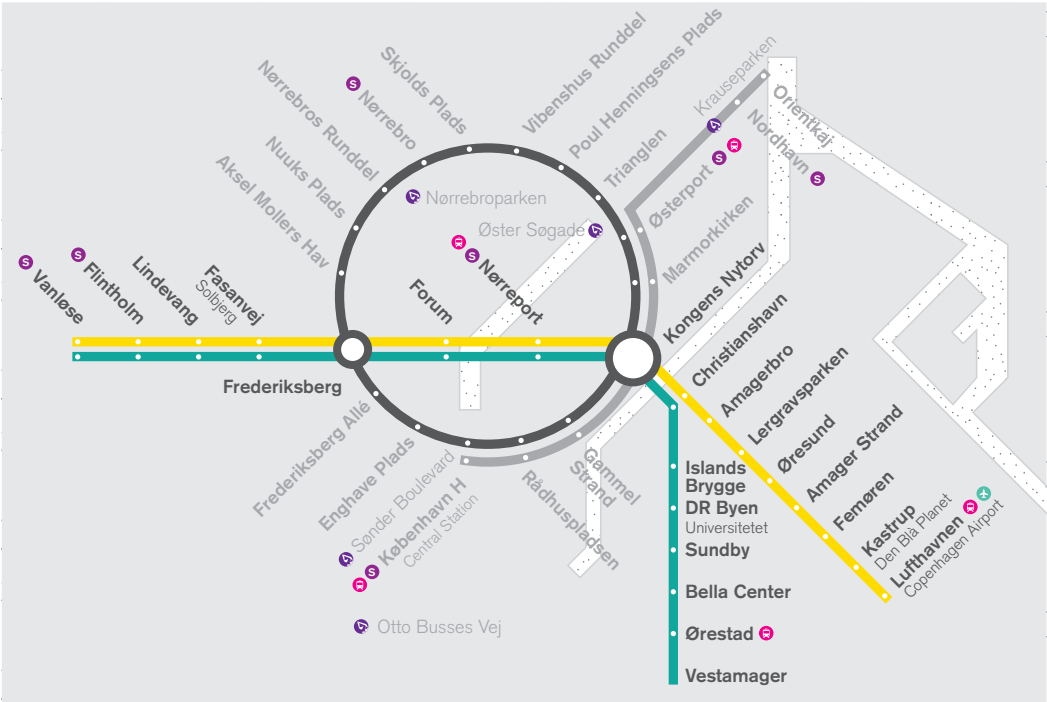 Vanløse
Flintholm
Lindevang
Fasanvej
Solbjerg
Frederiksberg
Forum
Nørreport
Aksel Mollers Hav
Nuuks Plads
Nørrebros Runddel
Nørrebro
Skjolds Plads
Vibenshus Runddel
Poul Henningsens Plads
Trianglen
Krauseparken
Orientkaj
Nordhavn
Østerport
Marmorkirken
Nørrebroparken
Øster Søgade
Kongens Nytorv
Christianshavn
Amagerbro
Lergravsparken
Øresund
Amager Strand
Femøren
Kastrup
Den Blå Planet
Lufthavnen
Copenhagen Airport
Islands
Brygge
DR Byen
Universitetet
Sundby
Bella Center
Ørestad
Vestamager
Frederiksberg Allé
Enghave Plads
Sønder Boulevard
København H
Central Station
Rådhuspladsen
Gammel
Strand
Otto Busses Vej
S
S
S
S
S
S
S